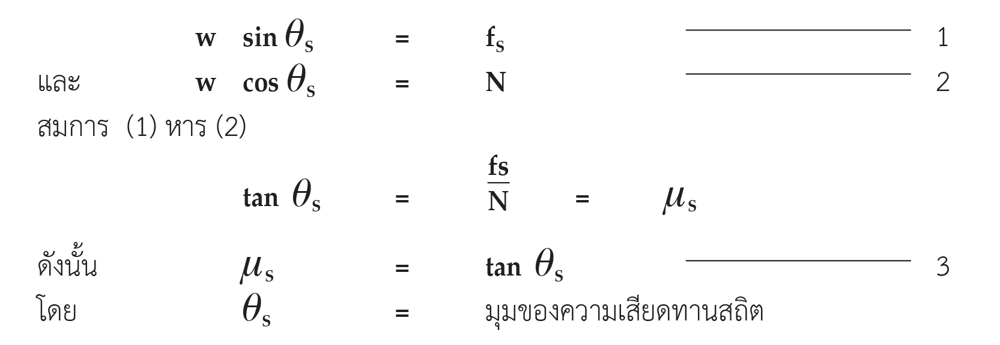 w sin θs = fs 1
และ w cos θs = N 2
สมการ (1) หาร (2)
tan θs = fs/N = μs
ดังนั้น μs = tan θs 3
โดย θs = มุมของความเสียดทานสถิต